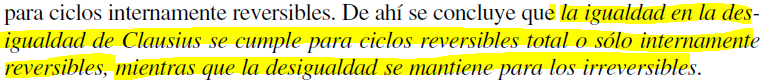 para ciclos internamente reversibles. De ahí se concluye que la igualdad en la des-
igualdad de Clausius se cumple para ciclos reversibles total o sólo internamente
reversibles, mientras que la desigualdad se mantiene para los irreversibles.